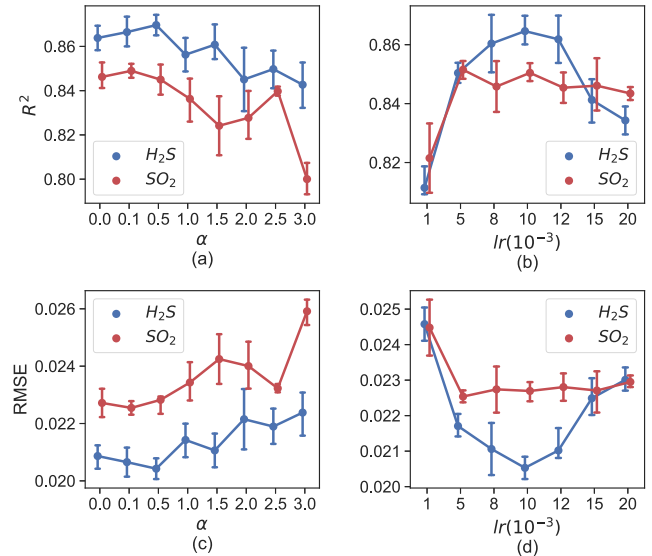 0.86
0.84
0.82
0.80
R²
H₂S
SO₂
0.0 0.1 0.5 1.0 1.5 2.0 2.5 3.0
α
(a)
0.86
0.84
0.82
H₂S
SO₂
1 5 8 10 12 15 20
lr(10⁻³)
(b)
0.026
0.024
0.022
0.020
RMSE
H₂S
SO₂
0.0 0.1 0.5 1.0 1.5 2.0 2.5 3.0
α
(c)
0.025
0.024
0.023
0.022
0.021
0.020
H₂S
SO₂
1 5 8 10 12 15 20
lr(10⁻³)
(d)